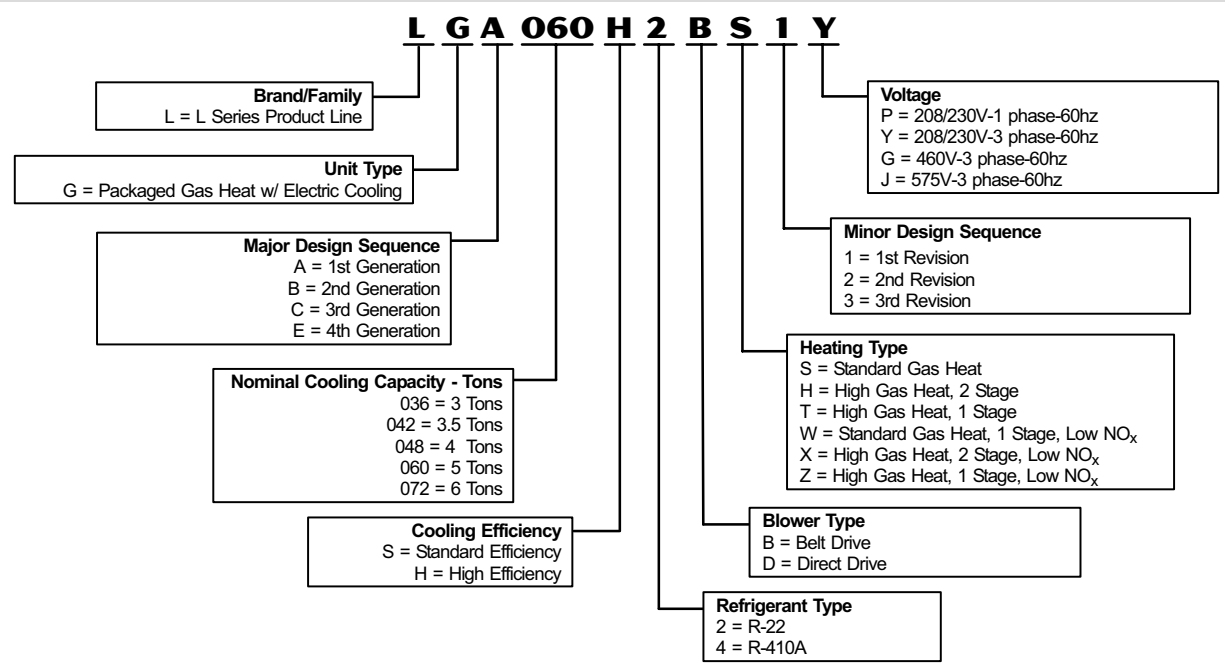 L G A 060 H 2 B S 1 Y
Brand/Family
L = L Series Product Line
Unit Type
G = Packaged Gas Heat w/ Electric Cooling
Major Design Sequence
A = 1st Generation
B = 2nd Generation
C = 3rd Generation
E = 4th Generation
Nominal Cooling Capacity - Tons
036 = 3 Tons
042 = 3.5 Tons
048 = 4 Tons
060 = 5 Tons
072 = 6 Tons
Cooling Efficiency
S = Standard Efficiency
H = High Efficiency
Voltage
P = 208/230V-1 phase-60hz
Y = 208/230V-3 phase-60hz
G = 460V-3 phase-60hz
J = 575V-3 phase-60hz
Minor Design Sequence
1 = 1st Revision
2 = 2nd Revision
3 = 3rd Revision
Heating Type
S = Standard Gas Heat
H = High Gas Heat, 2 Stage
T = High Gas Heat, 1 Stage
W = Standard Gas Heat, 1 Stage, Low NOx
X = High Gas Heat, 2 Stage, Low NOx
Z = High Gas Heat, 1 Stage, Low NOx
Blower Type
B = Belt Drive
D = Direct Drive
Refrigerant Type
2 = R-22
4 = R-410A